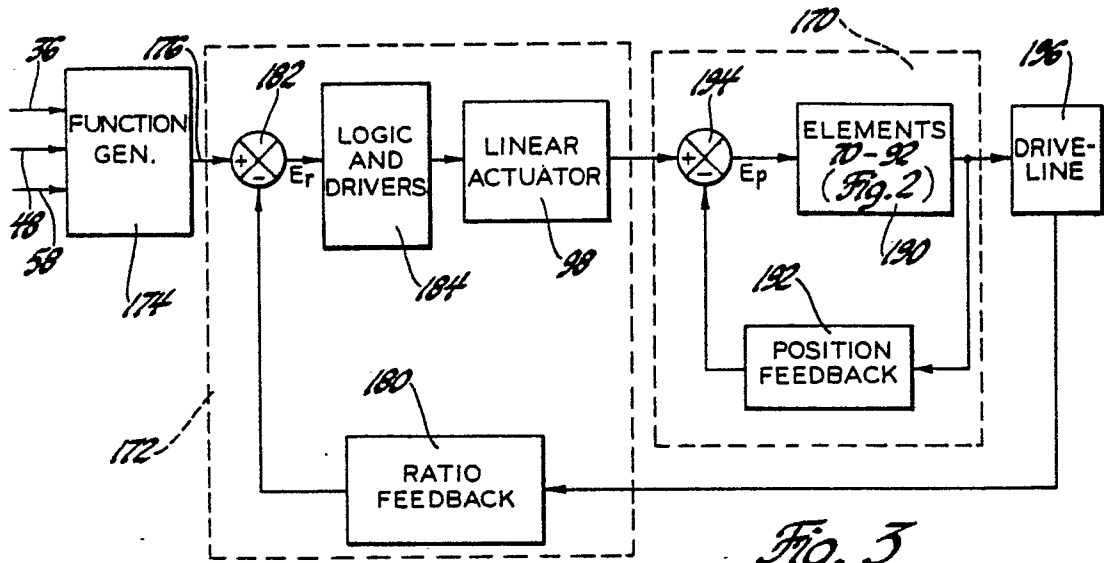 36
48
58
FUNCTION
GEN.
174
176
182
+
-
Er
LOGIC
AND
DRIVERS
184
LINEAR
ACTUATOR
98
170
194
+
-
Ep
ELEMENTS
70-92
(Fig. 2)
190
196
DRIVE-
LINE
192
POSITION
FEEDBACK
172
180
RATIO
FEEDBACK
Fig. 3